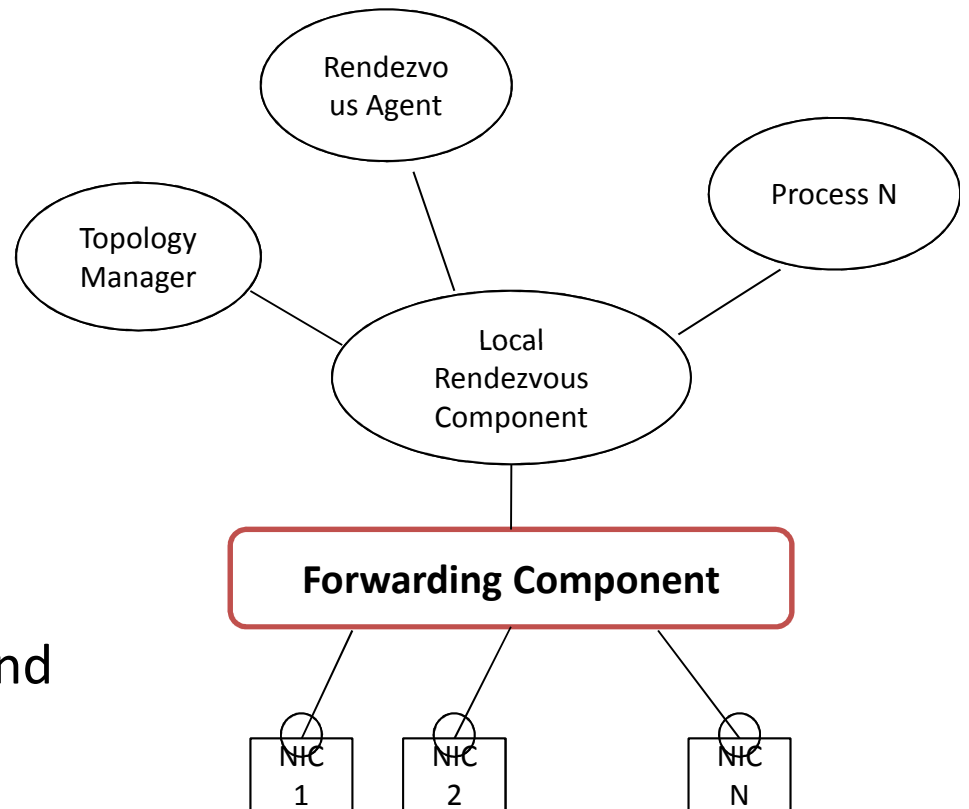 Rendezvo
us Agent
Process N
Topology
Manager
Local
Rendezvous
Component
Forwarding Component
nd
NIC
1
NIC
2
NIC
N